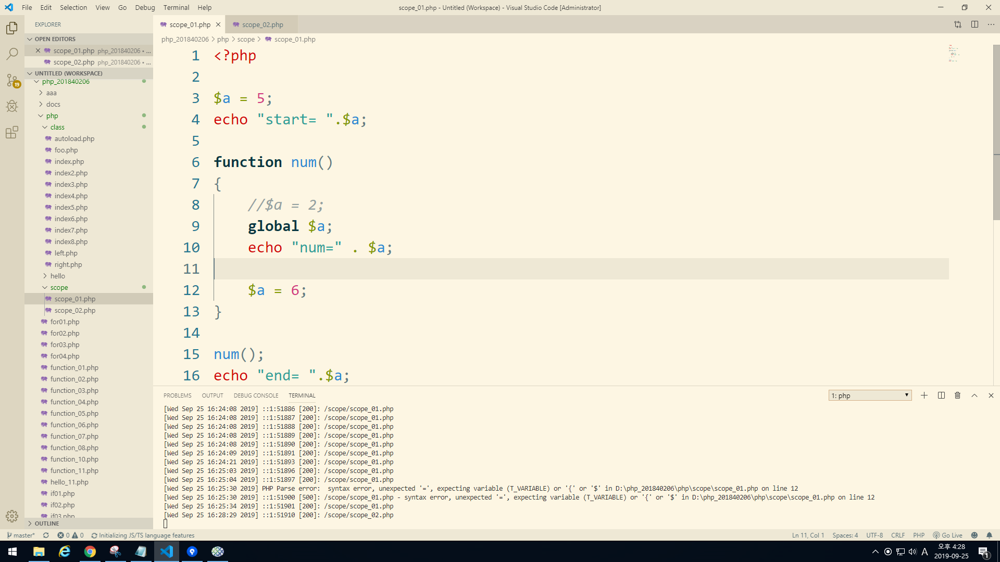 File Edit Selection View Go Debug Terminal Help
scope_01.php - Untitled (Workspace) - Visual Studio Code [Administrator]
EXPLORER
scope_01.php
scope_02.php
OPEN EDITORS
scope_01.php php_201840206 • ...
scope_02.php php_201840206 • ...
UNTITLED (WORKSPACE)
php_201840206
aaa
docs
php
class
autoload.php
foo.php
index.php
index2.php
index3.php
index4.php
index5.php
index6.php
index7.php
index8.php
left.php
right.php
hello
scope
scope_01.php
scope_02.php
for01.php
for02.php
for03.php
for04.php
function_01.php
function_02.php
function_03.php
function_04.php
function_05.php
function_06.php
function_07.php
function_08.php
function_10.php
function_11.php
hello_11.php
if01.php
if02.php
if03.php
OUTLINE
19
php_201840206 > php > scope > scope_01.php
1 <?php
2
3 $a = 5;
4 echo "start= ".$a;
5
6 function num()
7 {
8 //$a = 2;
9 global $a;
10 echo "num=" . $a;
11
12 $a = 6;
13 }
14
15 num();
16 echo "end= ".$a;
PROBLEMS OUTPUT DEBUG CONSOLE TERMINAL
1: php
[Wed Sep 25 16:24:08 2019] ::1:51886 [200]: /scope/scope_01.php
[Wed Sep 25 16:24:08 2019] ::1:51887 [200]: /scope/scope_01.php
[Wed Sep 25 16:24:08 2019] ::1:51888 [200]: /scope/scope_01.php
[Wed Sep 25 16:24:08 2019] ::1:51889 [200]: /scope/scope_01.php
[Wed Sep 25 16:24:08 2019] ::1:51890 [200]: /scope/scope_01.php
[Wed Sep 25 16:24:09 2019] ::1:51891 [200]: /scope/scope_01.php
[Wed Sep 25 16:24:21 2019] ::1:51893 [200]: /scope/scope_01.php
[Wed Sep 25 16:25:03 2019] ::1:51896 [200]: /scope/scope_01.php
[Wed Sep 25 16:25:04 2019] ::1:51897 [200]: /scope/scope_01.php
[Wed Sep 25 16:25:30 2019] PHP Parse error:  syntax error, unexpected '=', expecting variable (T_VARIABLE) or '{' or '$' in D:\php_201840206\php\scope\scope_01.php on line 12
[Wed Sep 25 16:25:30 2019] ::1:51900 [500]: /scope/scope_01.php - syntax error, unexpected '=', expecting variable (T_VARIABLE) or '{' or '$' in D:\php_201840206\php\scope\scope_01.php on line 12
[Wed Sep 25 16:25:34 2019] ::1:51901 [200]: /scope/scope_01.php
[Wed Sep 25 16:28:29 2019] ::1:51910 [200]: /scope/scope_02.php
master* 0 0 Initializing JS/TS language features
Ln 11, Col 1 Spaces: 4 UTF-8 CRLF PHP Go Live
A
오후 4:28
2019-09-25
1